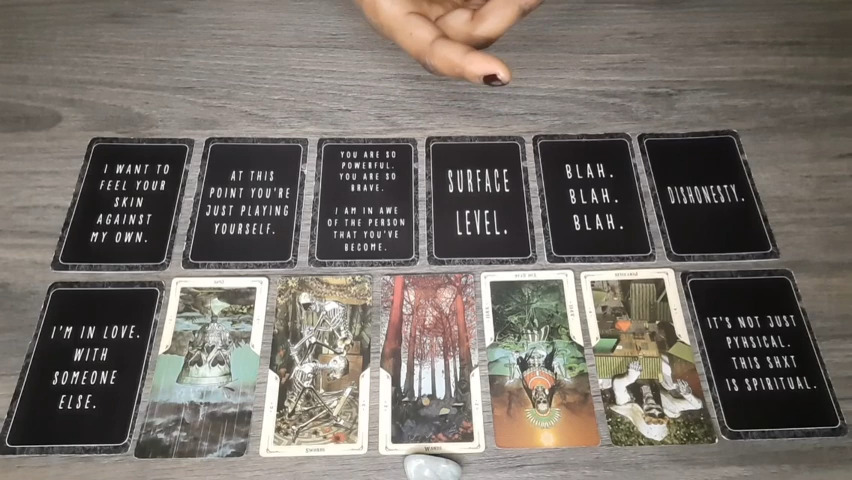 I WANT TO
FEEL YOUR
SKIN
AGAINST
MY OWN.
AT THIS
POINT YOU'RE
JUST PLAYING
YOURSELF.
YOU ARE SO
POWERFUL.
YOU ARE SO
BRAVE.
I AM IN AWE
OF THE PERSON
THAT YOU'VE
BECOME.
SURFACE
LEVEL.
BLAH.
BLAH.
BLAH.
DISHONESTY.
I'M IN LOVE.
WITH
SOMEONE
ELSE.
WANDS
IT'S NOT JUST
PYHSICAL.
THIS SHXT
IS SPIRITUAL.